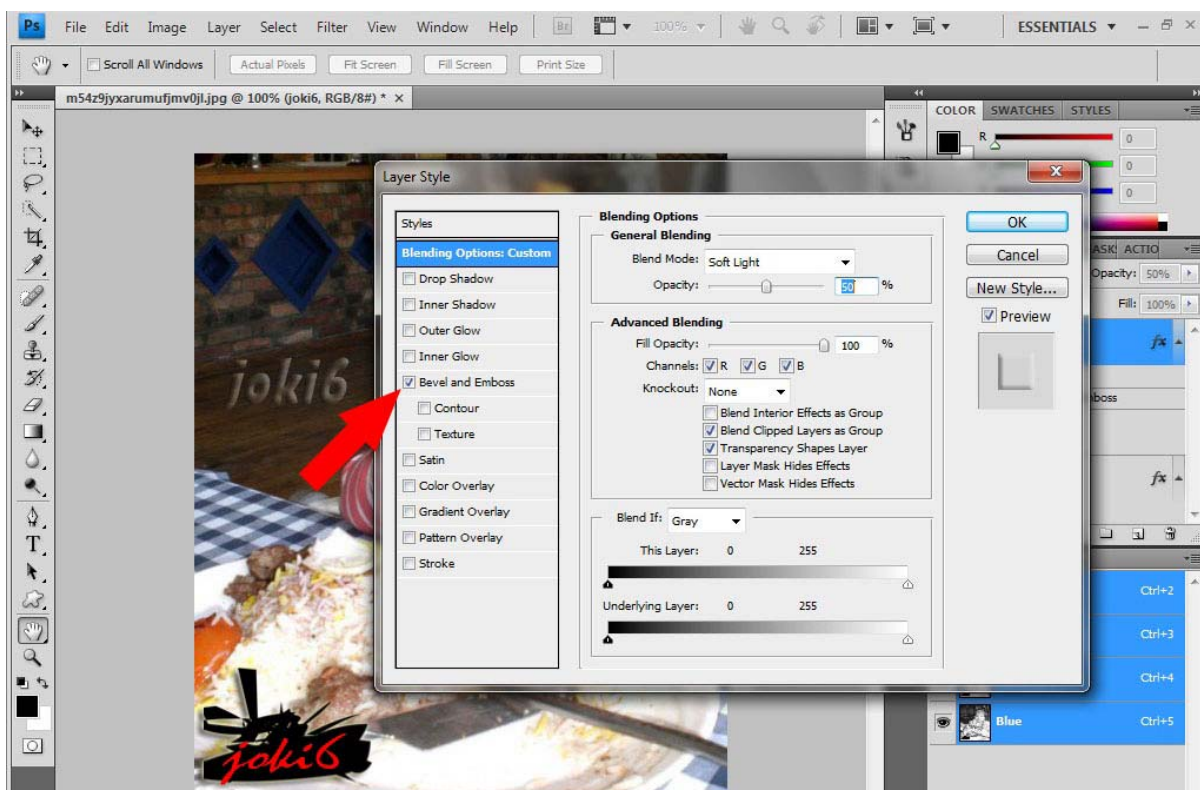 Ps File Edit Image Layer Select Filter View Window Help Br 100% ESSENTIALS
Scroll All Windows Actual Pixels Fit Screen Fill Screen Print Size
m54z9jyxarumufjmv0jl.jpg @ 100% (joki6, RGB/8#) * ×
COLOR SWATCHES STYLES
R 0
0
0
Layer Style
Styles
Blending Options: Custom
Drop Shadow
Inner Shadow
Outer Glow
Inner Glow
Bevel and Emboss
Contour
Texture
Satin
Color Overlay
Gradient Overlay
Pattern Overlay
Stroke
Blending Options
General Blending
Blend Mode: Soft Light
Opacity: 50 %
Advanced Blending
Fill Opacity: 100 %
Channels: R G B
Knockout: None
Blend Interior Effects as Group
Blend Clipped Layers as Group
Transparency Shapes Layer
Layer Mask Hides Effects
Vector Mask Hides Effects
Blend If: Gray
This Layer: 0 255
Underlying Layer: 0 255
OK
Cancel
New Style...
Preview
ASK ACTIO
Opacity: 50%
Fill: 100%
fx
boss
fx
Ctrl+2
Ctrl+3
Ctrl+4
Blue Ctrl+5
joki6
joki6